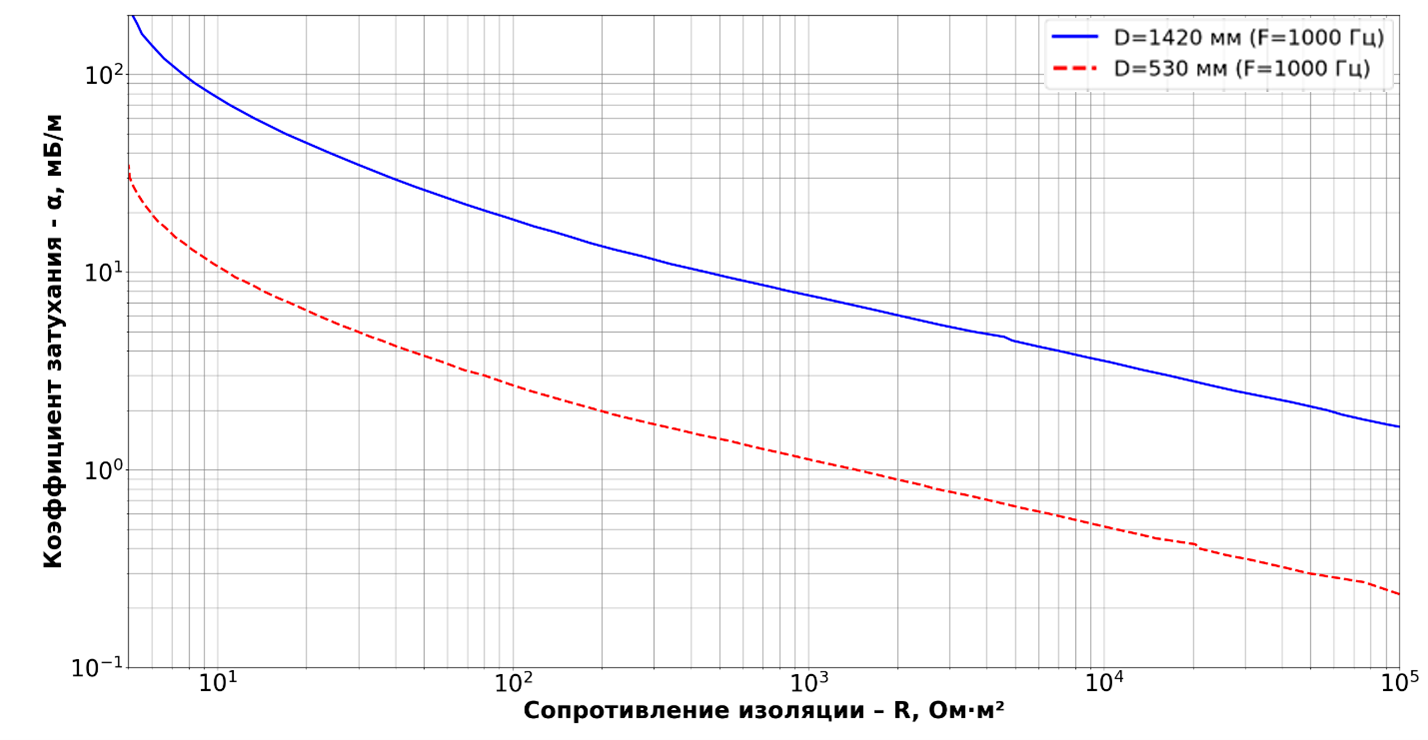 D=1420 мм (F=1000 Гц)
D=530 мм (F=1000 Гц)
Коэффициент затухания - α, мБ/м
10²
10¹
10⁰
10⁻¹
10¹ 10² 10³ 10⁴ 10⁵
Сопротивление изоляции – R, Ом·м²